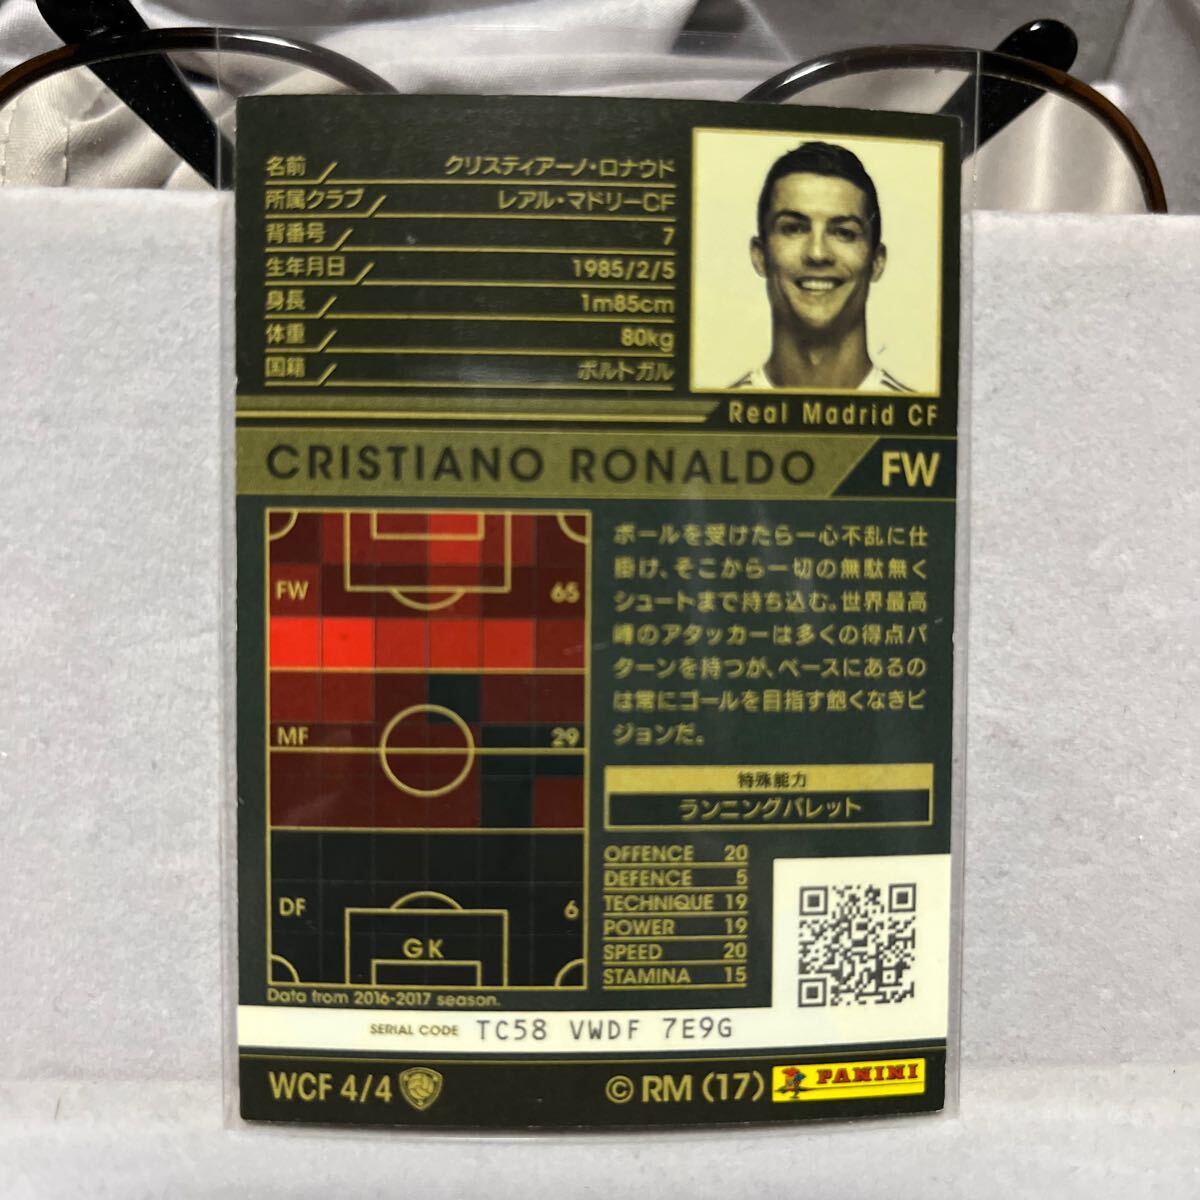 名前 クリスティアーノ・ロナウド
所属クラブ レアル・マドリーCF
背番号 7
生年月日 1985/2/5
身長 1m85cm
体重 80kg
国籍 ポルトガル
Real Madrid CF
CRISTIANO RONALDO FW
FW 65
MF 29
DF 6
GK
Data from 2016-2017 season.
ボールを受けたら一心不乱に仕
掛け、そこから一切の無駄無く
シュートまで持ち込む。世界最高
峰のアタッカーは多くの得点パ
ターンを持つが、ベースにあるの
は常にゴールを目指す飽くなきビ
ジョンだ。
特殊能力
ランニングバレット
OFFENCE 20
DEFENCE 5
TECHNIQUE 19
POWER 19
SPEED 20
STAMINA 15
SERIAL CODE TC58 VWDF 7E9G
WCF 4/4 ©RM(17) PANINI